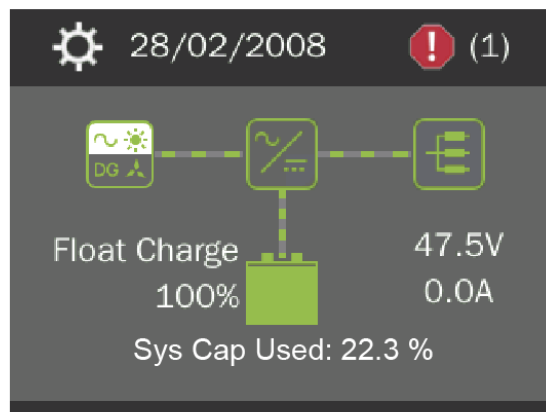 28/02/2008 (1)
DG
Float Charge 47.5V
100% 0.0A
Sys Cap Used: 22.3 %